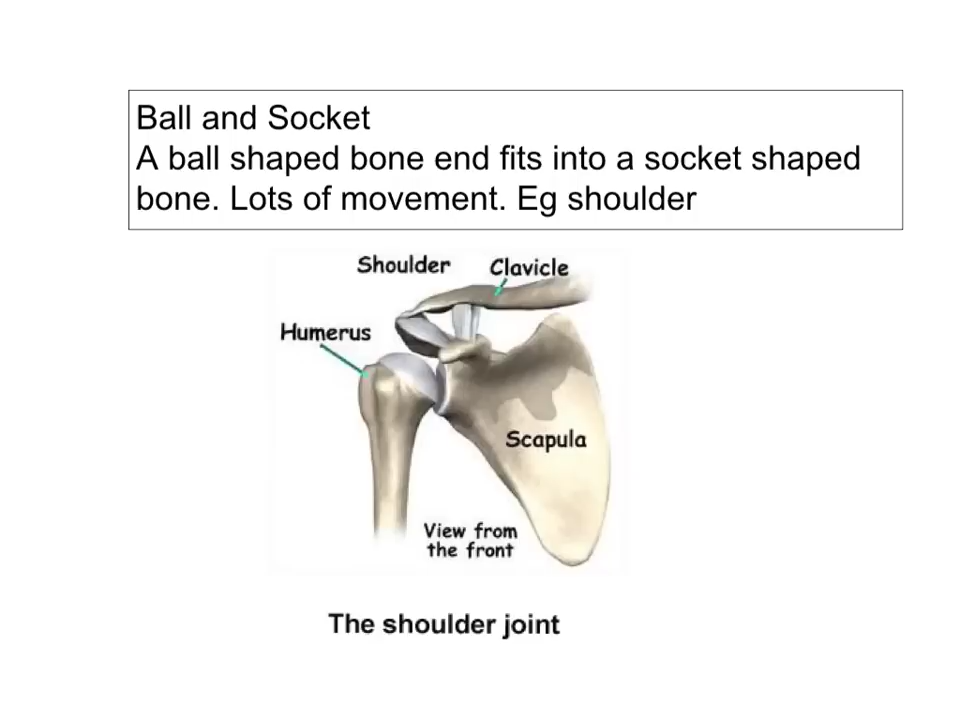 Ball and Socket
A ball shaped bone end fits into a socket shaped
bone. Lots of movement. Eg shoulder
Shoulder
Clavicle
Humerus
Scapula
View from
the front
The shoulder joint